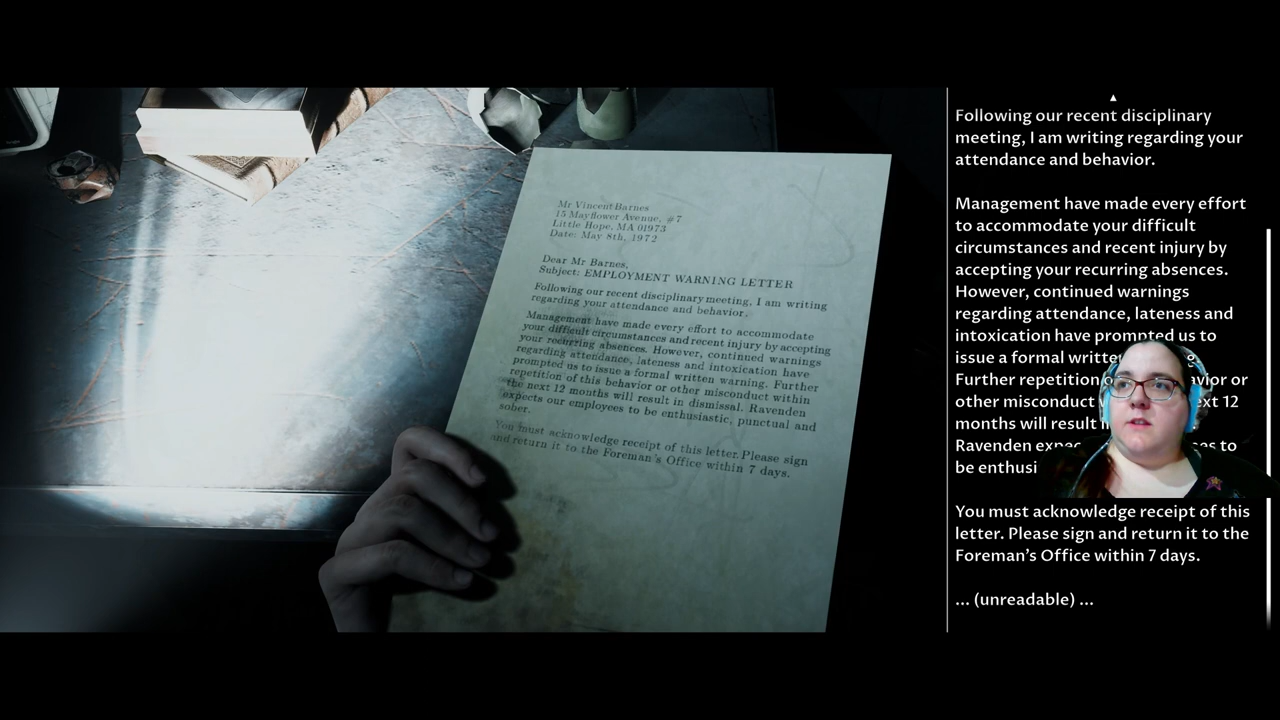 Mr Vincent Barnes
15 Mayflower Avenue, #7
Little Hope, MA 01973
Date: May 8th, 1972
Dear Mr Barnes,
Subject: EMPLOYMENT WARNING LETTER
Following our recent disciplinary meeting, I am writing
regarding your attendance and behavior.
Management have made every effort to accommodate
your difficult circumstances and recent injury by accepting
your recurring absences. However, continued warnings
regarding attendance, lateness and intoxication have
prompted us to issue a formal written warning. Further
repetition of this behavior or other misconduct within
the next 12 months will result in dismissal. Ravenden
expects our employees to be enthusiastic, punctual and
sober.
You must acknowledge receipt of this letter. Please sign
and return it to the Foreman's Office within 7 days.
Following our recent disciplinary
meeting, I am writing regarding your
attendance and behavior.
Management have made every effort
to accommodate your difficult
circumstances and recent injury by
accepting your recurring absences.
However, continued warnings
regarding attendance, lateness and
intoxication have prompted us to
issue a formal written
Further repetition
other misconduct 12
months will result
Ravenden to
be
You must acknowledge receipt of this
letter. Please sign and return it to the
Foreman's Office within 7 days.
... (unreadable) ...